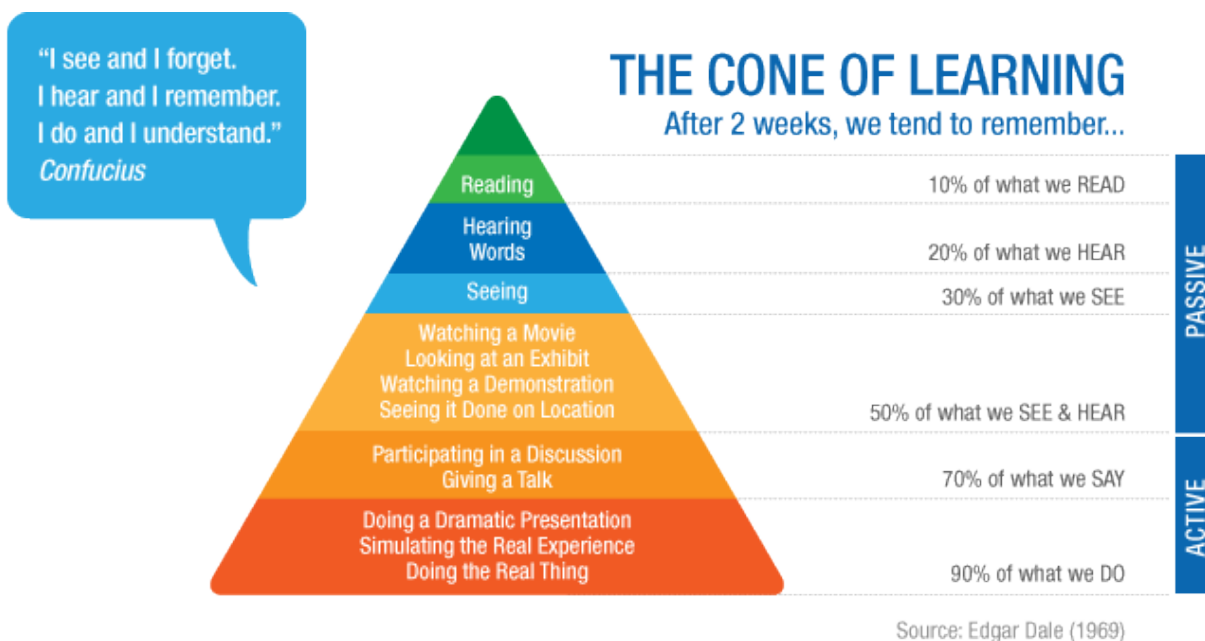 “I see and I forget.
I hear and I remember.
I do and I understand.”
Confucius
THE CONE OF LEARNING
After 2 weeks, we tend to remember...
Reading
10% of what we READ
Hearing
Words
20% of what we HEAR
Seeing
30% of what we SEE
Watching a Movie
Looking at an Exhibit
Watching a Demonstration
Seeing it Done on Location
50% of what we SEE & HEAR
PASSIVE
Participating in a Discussion
Giving a Talk
70% of what we SAY
Doing a Dramatic Presentation
Simulating the Real Experience
Doing the Real Thing
90% of what we DO
ACTIVE
Source: Edgar Dale (1969)